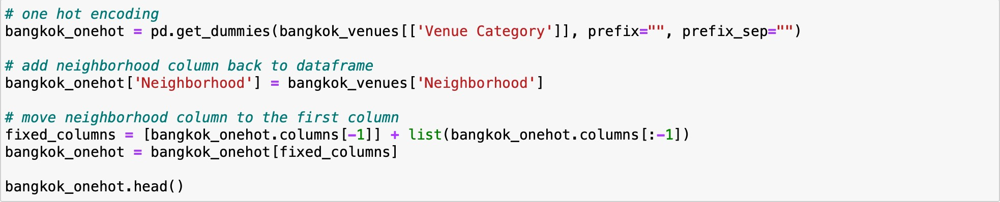 # one hot encoding
bangkok_onehot = pd.get_dummies(bangkok_venues[['Venue Category']], prefix="", prefix_sep="")
# add neighborhood column back to dataframe
bangkok_onehot['Neighborhood'] = bangkok_venues['Neighborhood']
# move neighborhood column to the first column
fixed_columns = [bangkok_onehot.columns[-1]] + list(bangkok_onehot.columns[:-1])
bangkok_onehot = bangkok_onehot[fixed_columns]
bangkok_onehot.head()